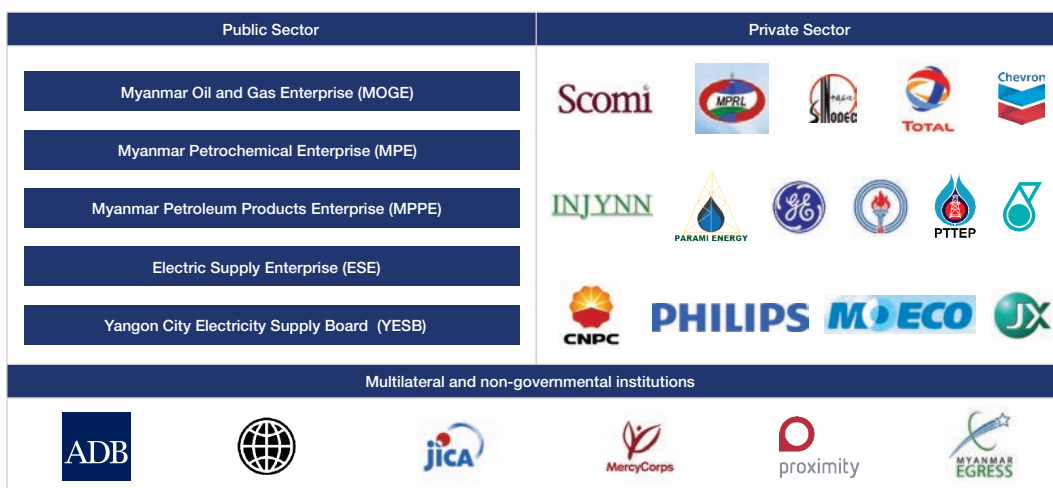 Public Sector
Private Sector
Myanmar Oil and Gas Enterprise (MOGE)
Myanmar Petrochemical Enterprise (MPE)
Myanmar Petroleum Products Enterprise (MPPE)
Electric Supply Enterprise (ESE)
Yangon City Electricity Supply Board (YESB)
Scomi
MPRL
TOTAL
Chevron
INJYNN
PARAMI ENERGY
GE
PTTEP
CNPC
PHILIPS
MOECO
JX
Multilateral and non-governmental institutions
ADB
jICA
MercyCorps
proximity
MYANMAR
EGRESS